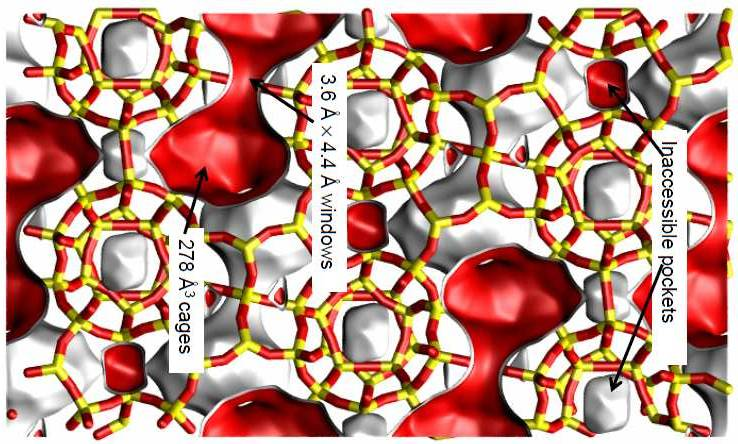 Inaccessible pockets
3.6 Å × 4.4 Å windows
278 Å³ cages